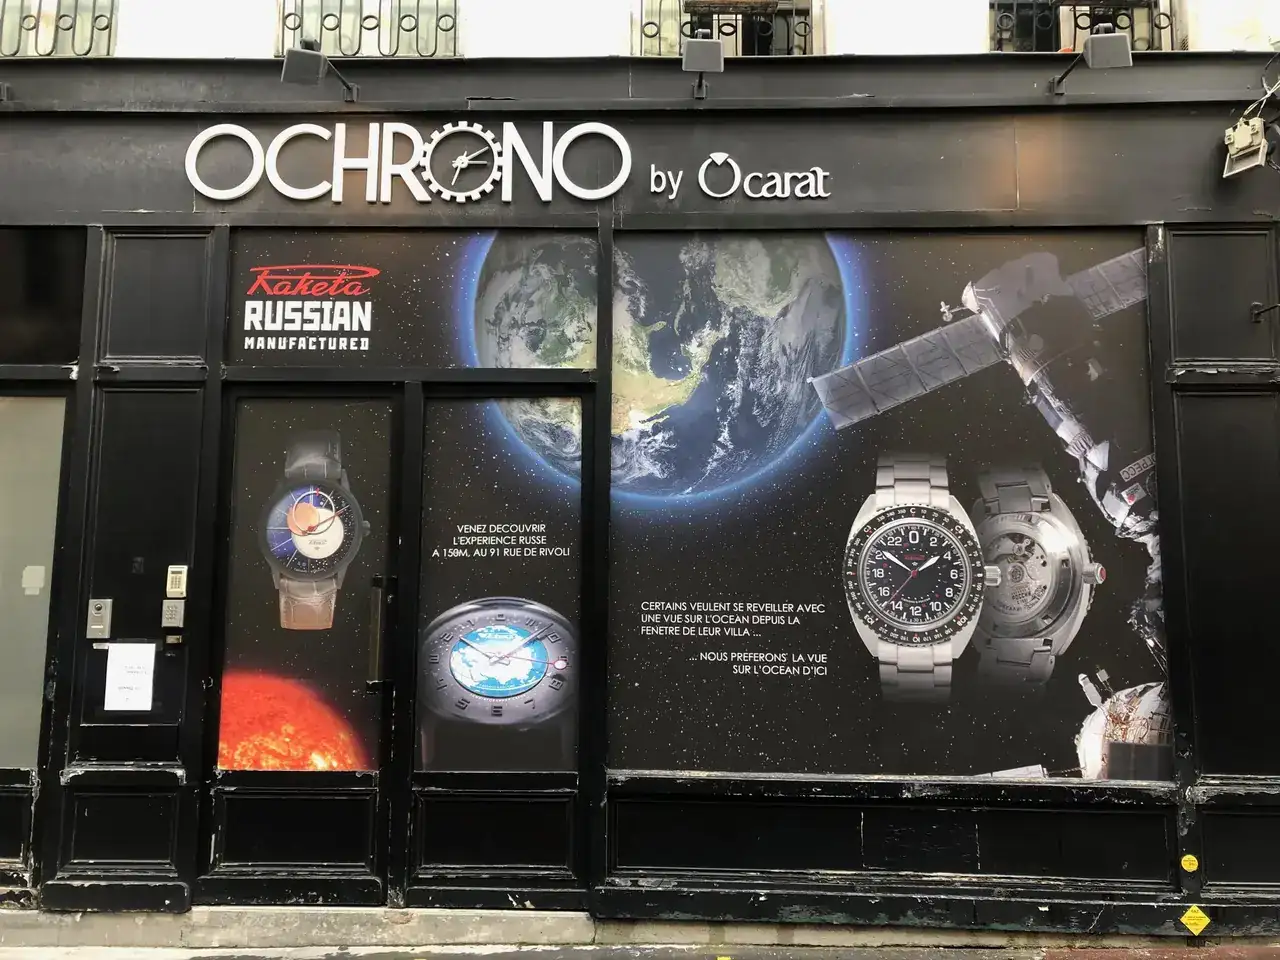 OCHRONO by Ocarat
Raketa
RUSSIAN
MANUFACTURED
VENEZ DECOUVRIR
L'EXPERIENCE RUSSE
A 150M, AU 91 RUE DE RIVOLI
CERTAINS VEULENT SE REVEILLER AVEC
UNE VUE SUR L'OCEAN DEPUIS LA
FENETRE DE LEUR VILLA ...
... NOUS PREFERONS LA VUE
SUR L'OCEAN D'ICI